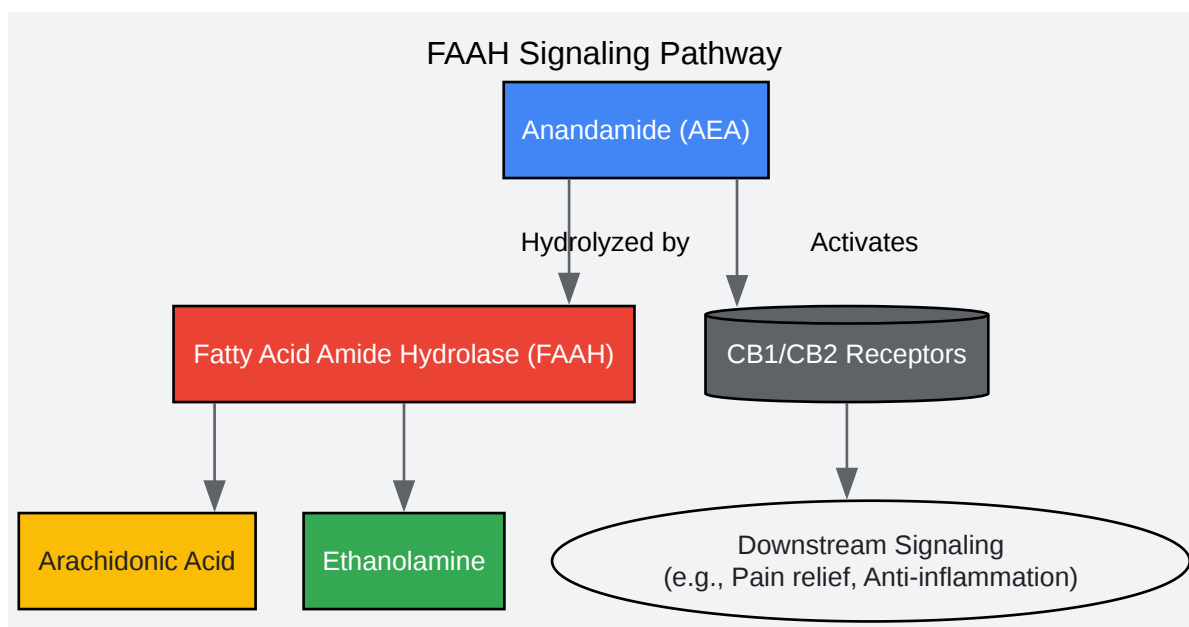 FAAH Signaling Pathway
Anandamide (AEA)
Hydrolyzed by
Activates
Fatty Acid Amide Hydrolase (FAAH)
CB1/CB2 Receptors
Arachidonic Acid
Ethanolamine
Downstream Signaling
(e.g., Pain relief, Anti-inflammation)